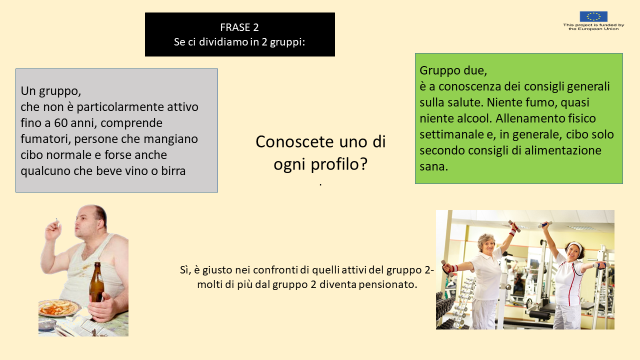 FRASE 2
Se ci dividiamo in 2 gruppi:
This project is funded by
the European Union
Un gruppo,
che non è particolarmente attivo
fino a 60 anni, comprende
fumatori, persone che mangiano
cibo normale e forse anche
qualcuno che beve vino o birra
Conoscete uno di
ogni profilo?
.
Gruppo due,
è a conoscenza dei consigli generali
sulla salute. Niente fumo, quasi
niente alcool. Allenamento fisico
settimanale e, in generale, cibo solo
secondo consigli di alimentazione
sana.
Sì, è giusto nei confronti di quelli attivi del gruppo 2-
molti di più dal gruppo 2 diventa pensionato.